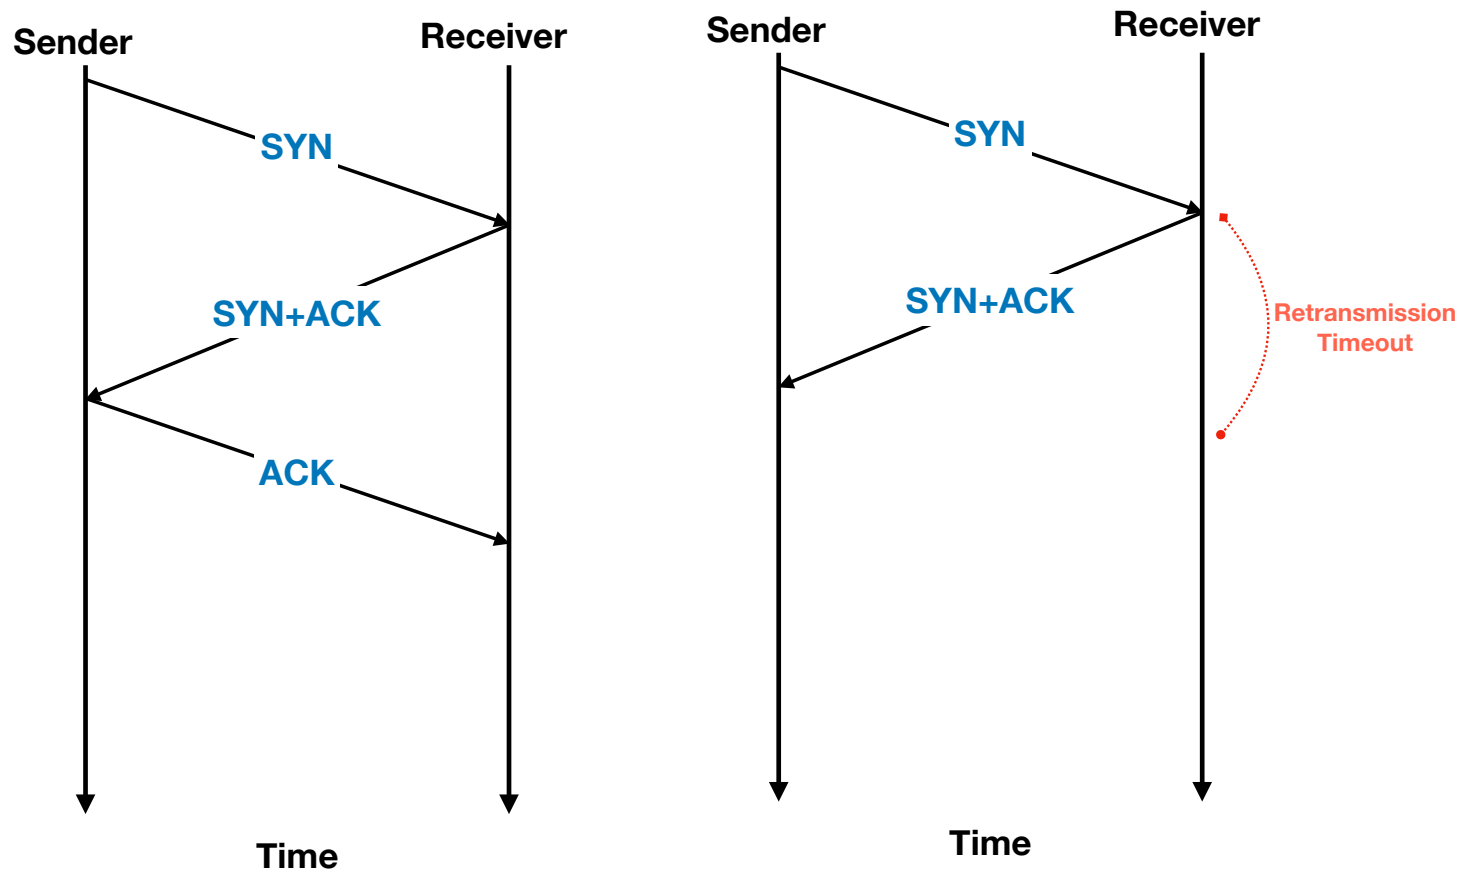 Sender
Receiver
SYN
SYN+ACK
ACK
Time
Sender
Receiver
SYN
SYN+ACK
Retransmission
Timeout
Time